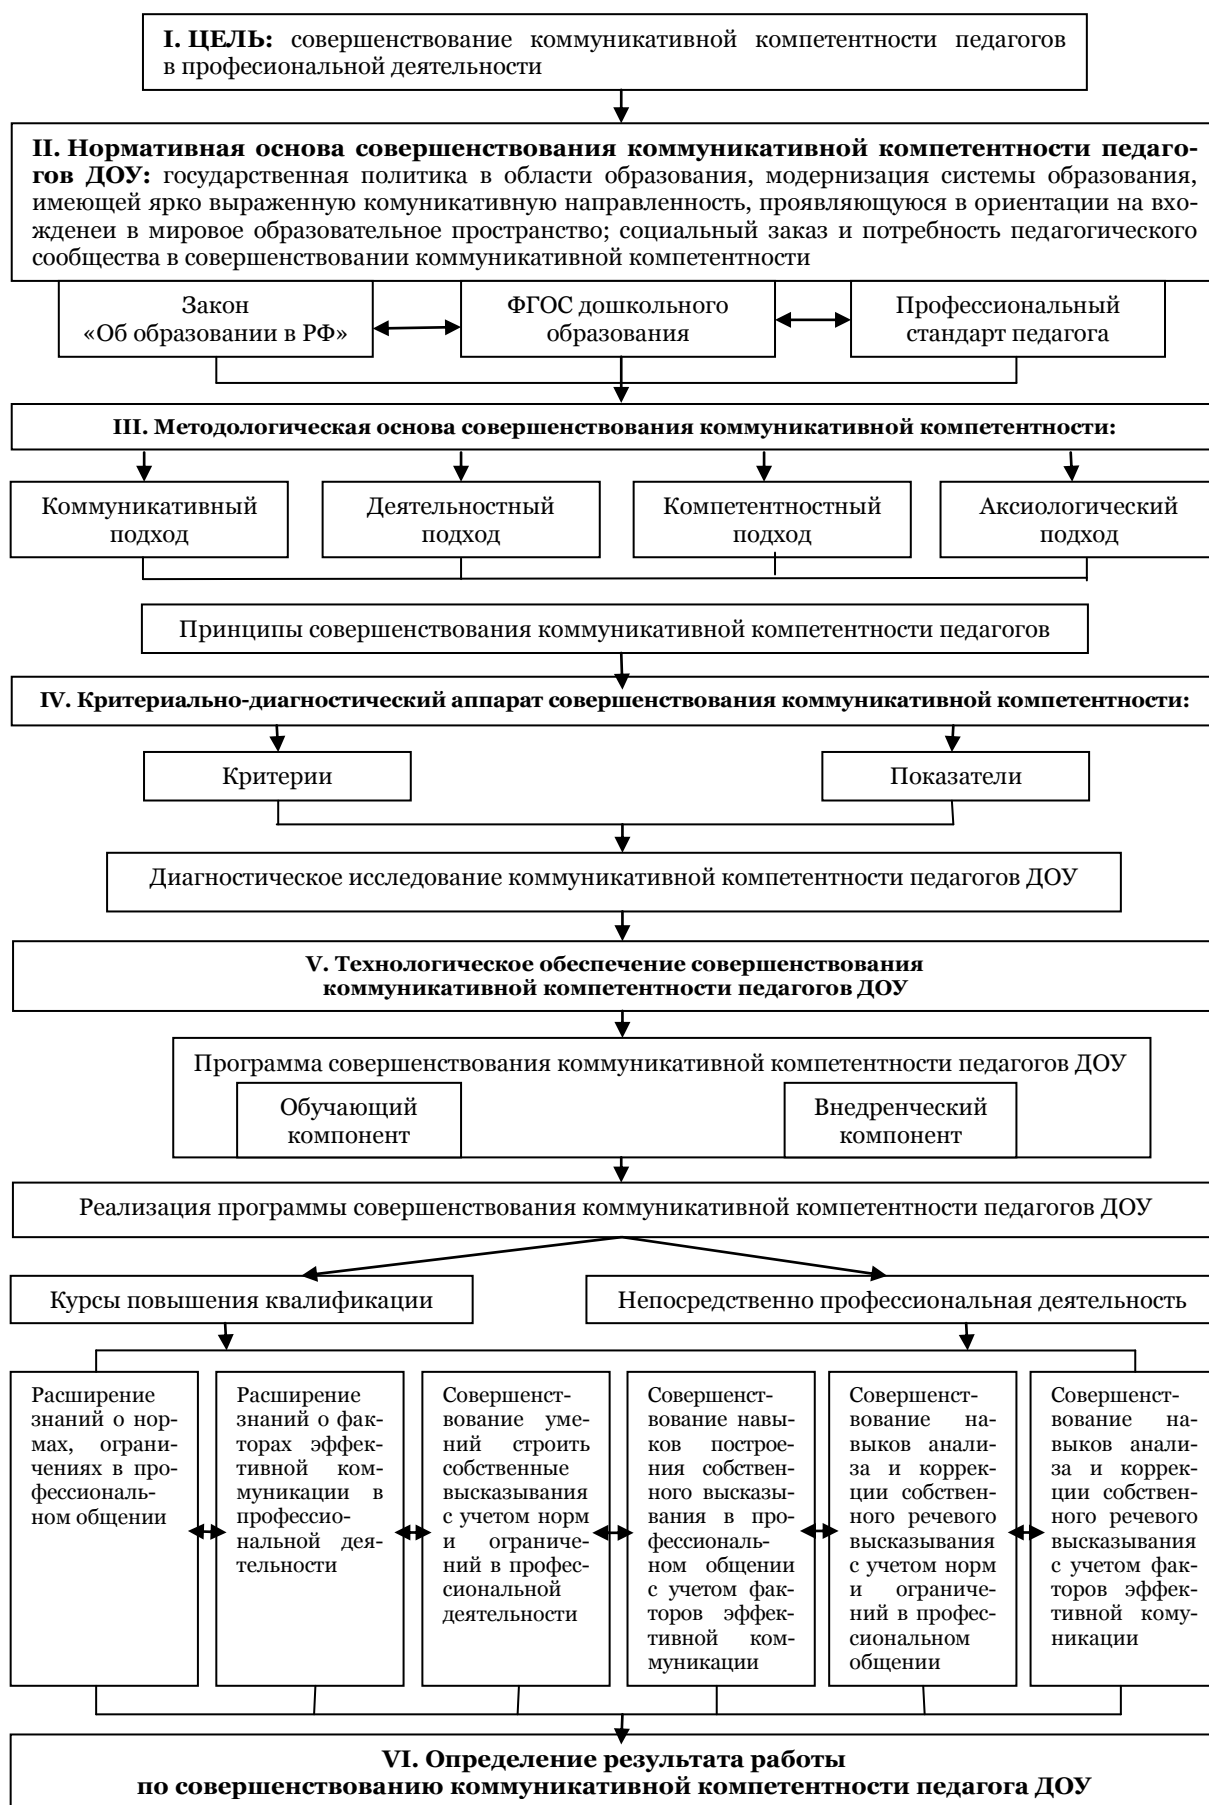 I. ЦЕЛЬ: совершенствование коммуникативной компетентности педагогов
в професиональной деятельности
II. Нормативная основа совершенствования коммуникативной компетентности педаго-
гов ДОУ: государственная политика в области образования, модернизация системы образования,
имеющей ярко выраженную комуникативную направленность, проявляющуюся в ориентации на вхо-
жденеи в мировое образовательное пространство; социальный заказ и потребность педагогического
сообщества в совершенствовании коммуникативной компетентности
Закон
«Об образовании в РФ»
ФГОС дошкольного
образования
Профессиональный
стандарт педагога
III. Методологическая основа совершенствования коммуникативной компетентности:
Коммуникативный
подход
Деятельностный
подход
Компетентностный
подход
Аксиологический
подход
Принципы совершенствования коммуникативной компетентности педагогов
IV. Критериально-диагностический аппарат совершенствования коммуникативной компетентности:
Критерии
Показатели
Диагностическое исследование коммуникативной компетентности педагогов ДОУ
V. Технологическое обеспечение совершенствования
коммуникативной компетентности педагогов ДОУ
Программа совершенствования коммуникативной компетентности педагогов ДОУ
Обучающий
компонент
Внедренческий
компонент
Реализация программы совершенствования коммуникативной компетентности педагогов ДОУ
Курсы повышения квалификации
Непосредственно профессиональная деятельность
Расширение
знаний о нор-
мах, ограни-
чениях в про-
фессиональ-
ном общении
Расширение
знаний о фак-
торах эффек-
тивной ком-
муникации в
профессио-
нальной дея-
тельности
Совершенст-
вование уме-
ний строить
собственные
высказывания
с учетом норм
и ограничений
в профес-
сиональной
деятельности
Совершенст-
вование навы-
ков построе-
ния собствен-
ного высказы-
вания в про-
фессиональ-
ном общении
с учетом фак-
торов эффек-
тивной ком-
муникации
Совершенст-
вование на-
выков анали-
за и коррек-
ции собствен-
ного речевого
высказывания
с учетом норм
и ограниче-
ний в профес-
сиональном
общении
Совершенст-
вование на-
выков анали-
за и коррек-
ции собствен-
ного речевого
высказывания
с учетом фак-
торов эффек-
тивной кому-
никации
VI. Определение результата работы
по совершенствованию коммуникативной компетентности педагога ДОУ